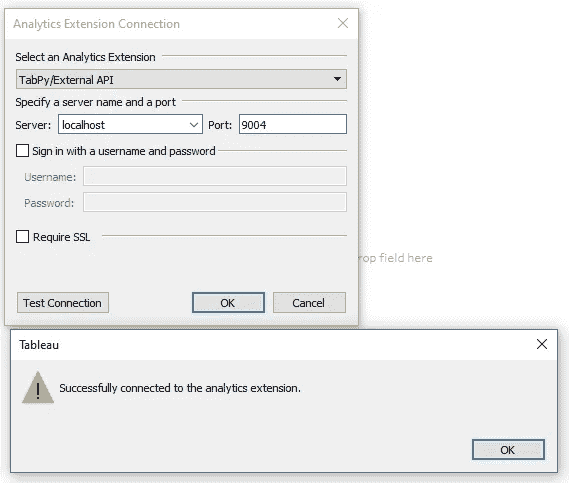 Analytics Extension Connection
Select an Analytics Extension
TabPy/External API
Specify a server name and a port
Server: localhost Port: 9004
Sign in with a username and password
Username:
Password:
Require SSL
rop field here
Test Connection OK Cancel
Tableau
Successfully connected to the analytics extension.
OK